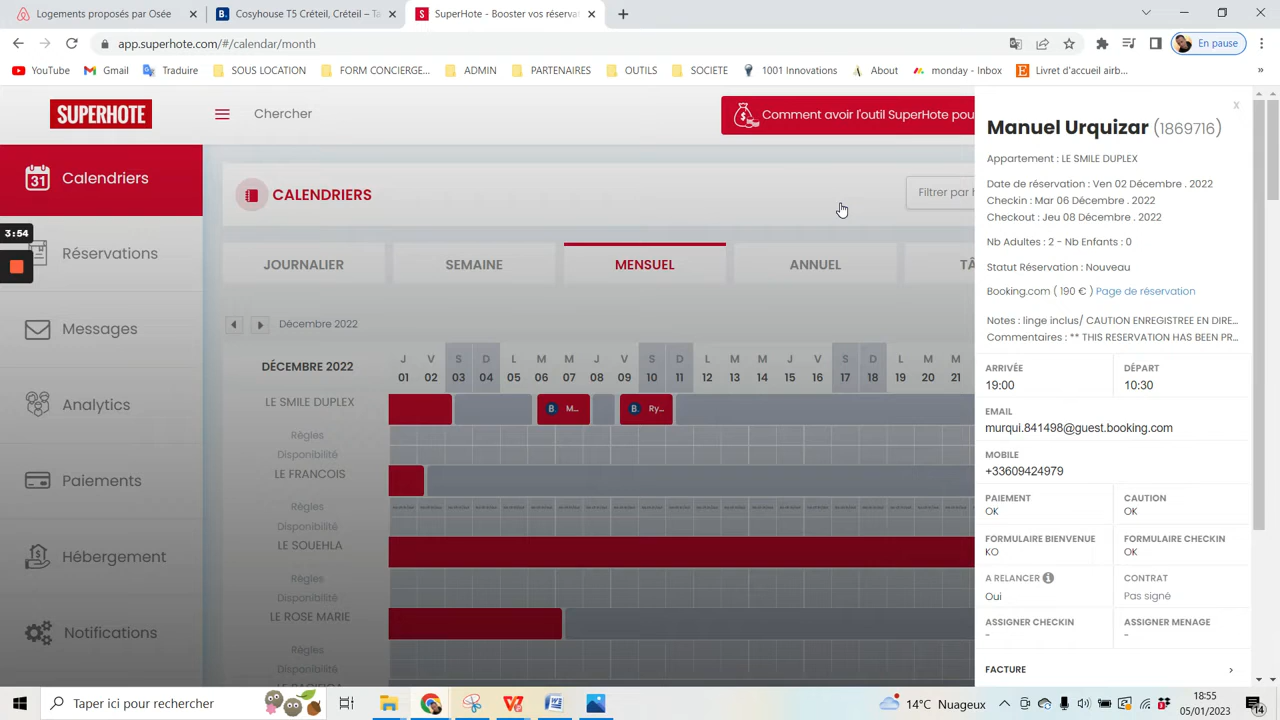 Airbnb | T5 proposés par Osée
Cosyhouse T5 Créteil, Créteil – Ta
SuperHote - Booster vos réserva
app.superhote.com/#/calendar/month
En pause
YouTube
Gmail
Traduire
SOUS LOCATION
FORM CONCIERGE...
ADMIN
PARTENAIRES
OUTILS
SOCIETE
1001 Innovations
About
monday - Inbox
Livret d'accueil airb...
»
SUPERHOTE
Chercher
Comment avoir l'outil SuperHote pou
Calendriers
3:54
Réservations
Messages
Analytics
Paiements
Hébergement
Notifications
CALENDRIERS
Filtrer par h
JOURNALIER
SEMAINE
MENSUEL
ANNUEL
TÂ
Décembre 2022
J V S D L M M J V S D L M M J V S D L M M
DÉCEMBRE 2022
01 02 03 04 05 06 07 08 09 10 11 12 13 14 15 16 17 18 19 20 21
LE SMILE DUPLEX
B. M...
B. Ry...
Règles
Disponibilité
LE FRANCOIS
Règles
Disponibilité
LE SOUEHLA
Règles
Disponibilité
LE ROSE MARIE
Règles
Disponibilité
X
Manuel Urquizar (1869716)
Appartement : LE SMILE DUPLEX
Date de réservation : Ven 02 Décembre . 2022
Checkin : Mar 06 Décembre . 2022
Checkout : Jeu 08 Décembre . 2022
Nb Adultes : 2 - Nb Enfants : 0
Statut Réservation : Nouveau
Booking.com ( 190 € ) Page de réservation
Notes : linge inclus/ CAUTION ENREGISTREE EN DIRE...
Commentaires : ** THIS RESERVATION HAS BEEN PR...
ARRIVÉE DÉPART
19:00 10:30
EMAIL
murqui.841498@guest.booking.com
MOBILE
+33609424979
PAIEMENT CAUTION
OK OK
FORMULAIRE BIENVENUE FORMULAIRE CHECKIN
KO OK
A RELANCER CONTRAT
Oui Pas signé
ASSIGNER CHECKIN ASSIGNER MENAGE
- -
FACTURE
Taper ici pour rechercher
14°C Nuageux
18:55
05/01/2023
14